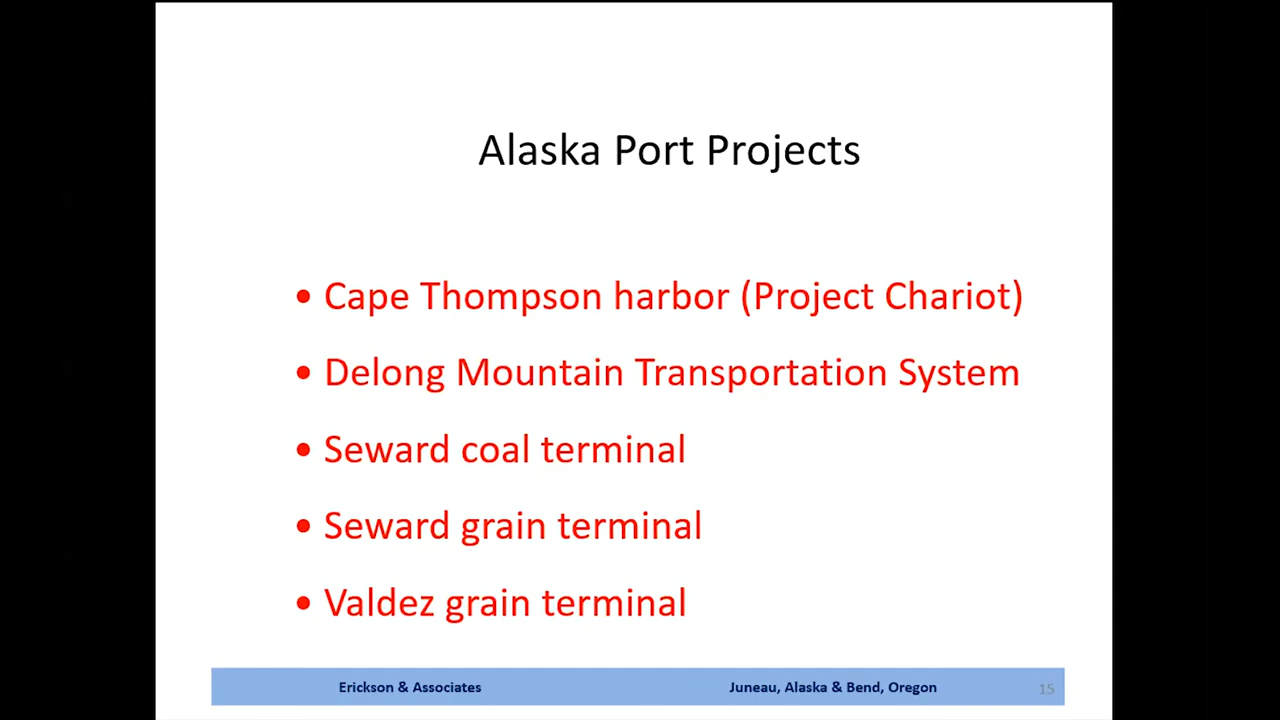 Alaska Port Projects
• Cape Thompson harbor (Project Chariot)
• Delong Mountain Transportation System
• Seward coal terminal
• Seward grain terminal
• Valdez grain terminal
Erickson & Associates Juneau, Alaska & Bend, Oregon 15